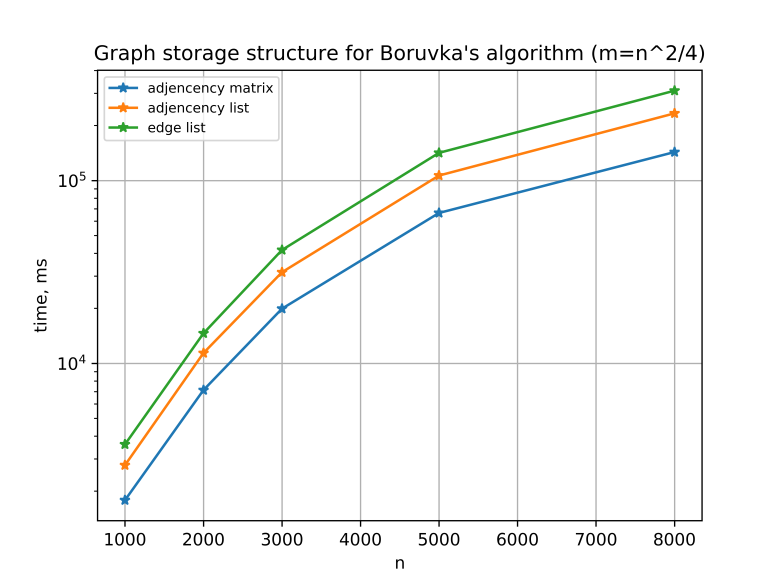 Graph storage structure for Boruvka's algorithm (m=n^2/4)
adjencency matrix
adjencency list
edge list
10^5
10^4
time, ms
1000 2000 3000 4000 5000 6000 7000 8000
n